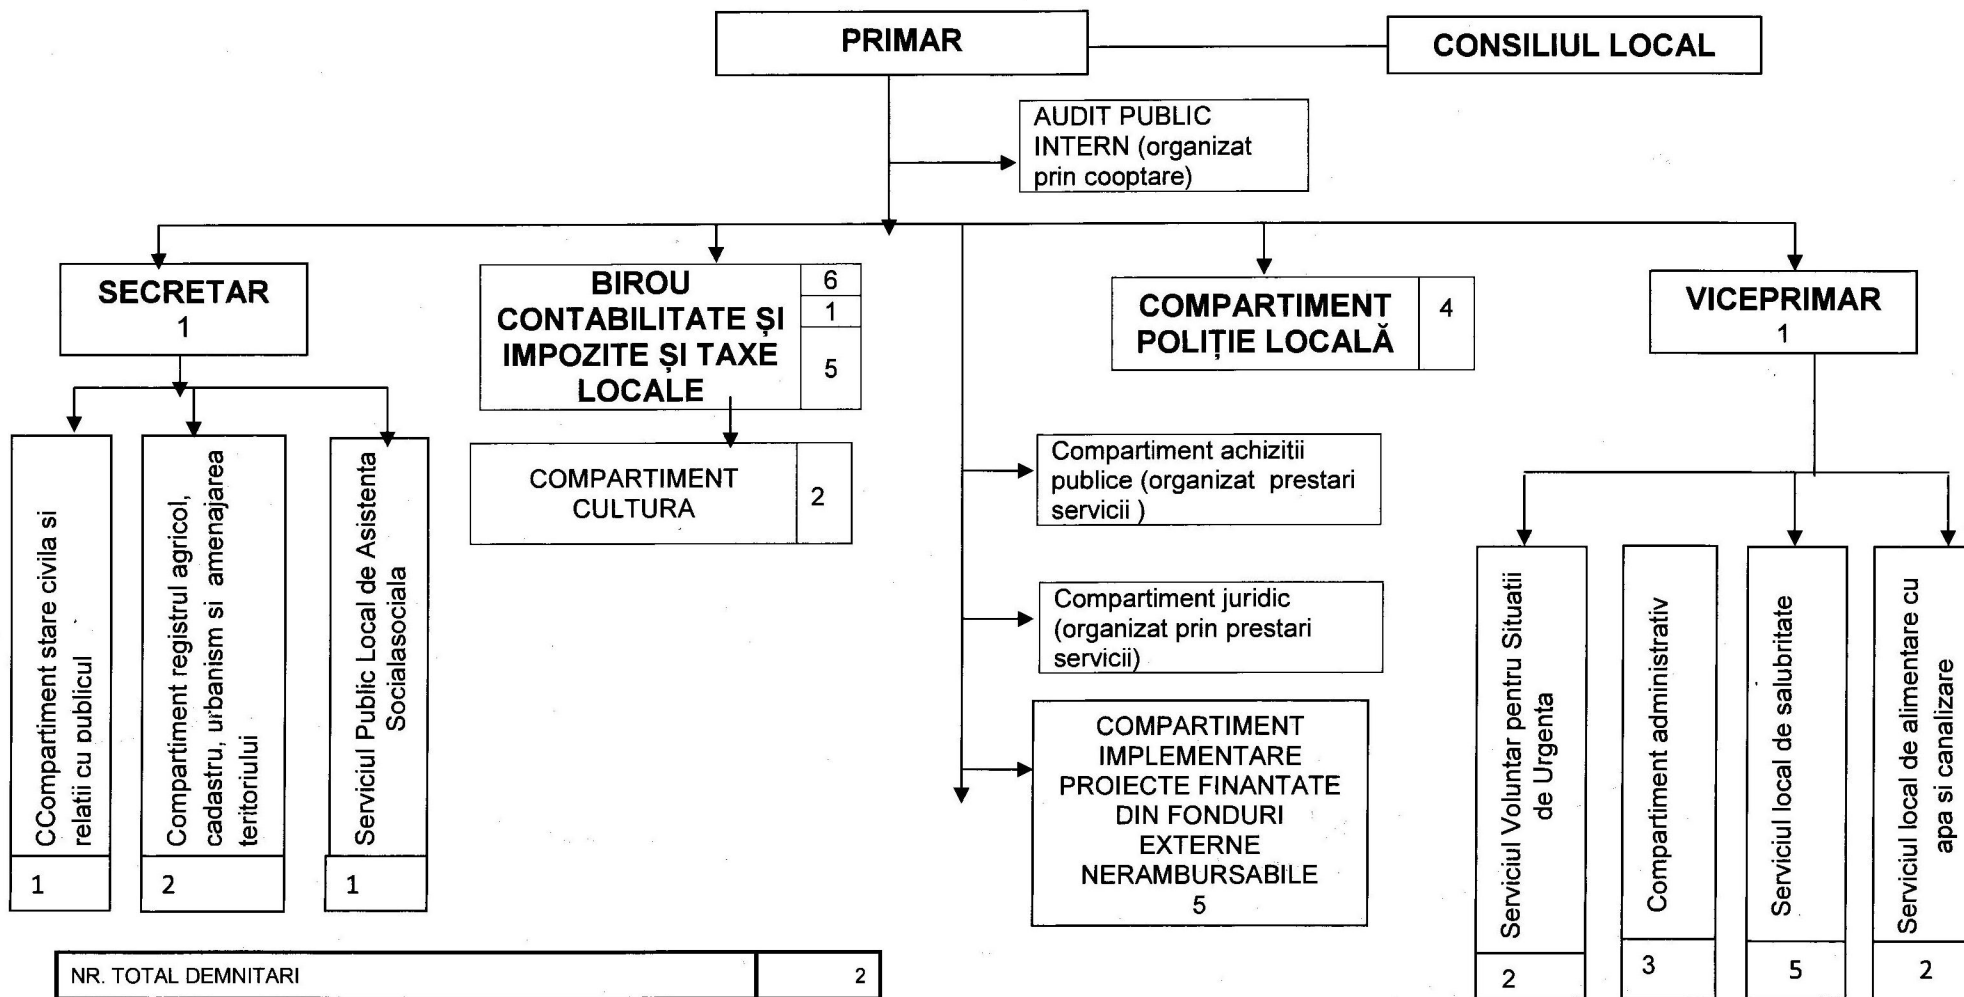 PRIMAR
CONSILIUL LOCAL
AUDIT PUBLIC
INTERN (organizat
prin cooptare)
SECRETAR
1
BIROU
CONTABILITATE ȘI
IMPOZITE ȘI TAXE
LOCALE
6
1
5
COMPARTIMENT
POLIȚIE LOCALĂ
4
VICEPRIMAR
1
CCompartiment stare civila si
relatii cu publicul
1
Compartiment registrul agricol,
cadastru, urbanism si amenajarea
teritoriului
2
Serviciul Public Local de Asistenta
Socialasociala
1
COMPARTIMENT
CULTURA
2
Compartiment achizitii
publice (organizat prestari
servicii )
Compartiment juridic
(organizat prin prestari
servicii)
COMPARTIMENT
IMPLEMENTARE
PROIECTE FINANTATE
DIN FONDURI
EXTERNE
NERAMBURSABILE
5
Serviciul Voluntar pentru Situatii
de Urgenta
2
Compartiment administrativ
3
Serviciul local de salubritate
5
Serviciul local de alimentare cu
apa si canalizare
2
NR. TOTAL DEMNITARI 2